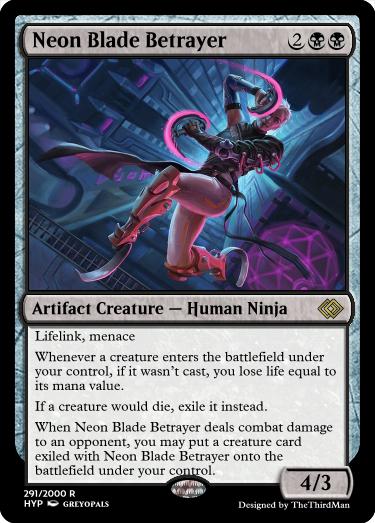 Neon Blade Betrayer
2
Artifact Creature — Human Ninja
Lifelink, menace
Whenever a creature enters the battlefield under
your control, if it wasn't cast, you lose life equal to
its mana value.
If a creature would die, exile it instead.
When Neon Blade Betrayer deals combat damage
to an opponent, you may put a creature card
exiled with Neon Blade Betrayer onto the
battlefield under your control.
4/3
291/2000 R
HYP GREYOPALS
Designed by TheThirdMan